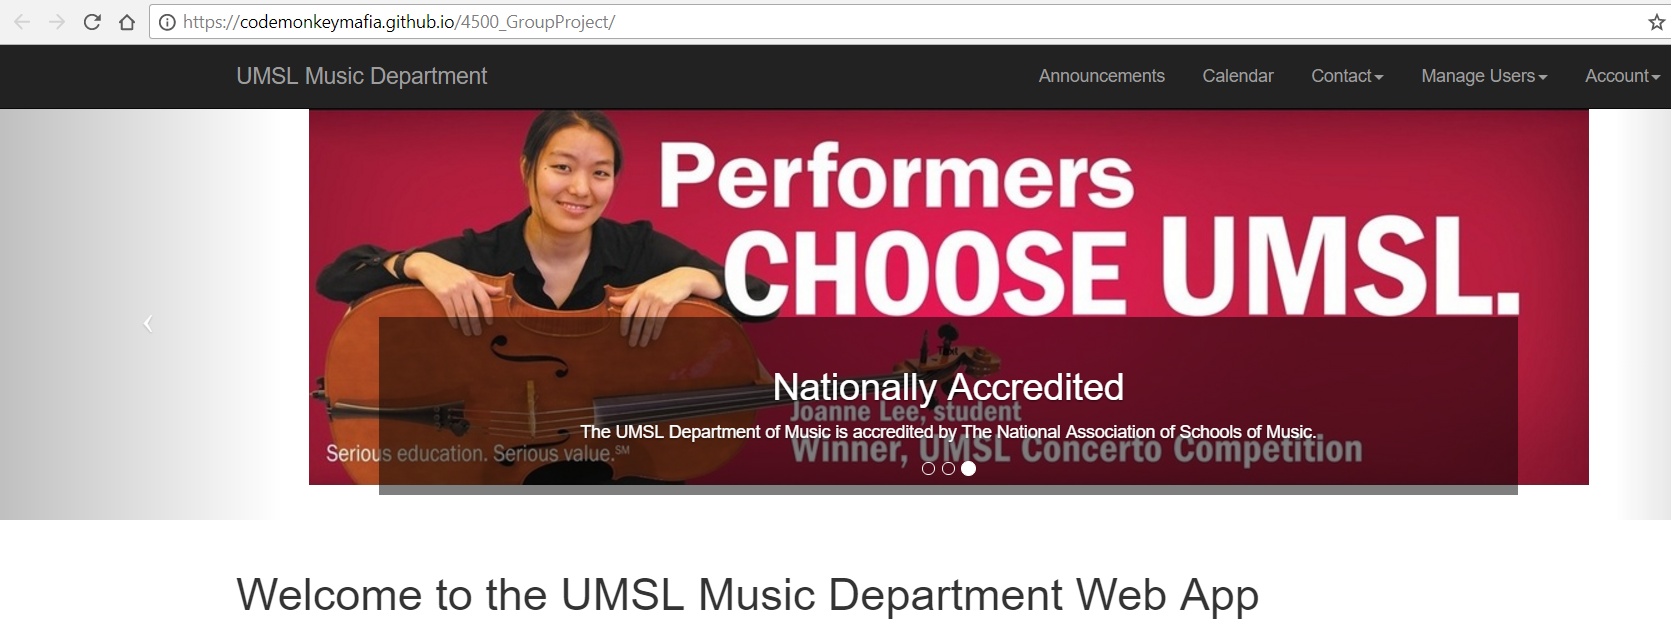 https://codemonkeymafia.github.io/4500_GroupProject/
UMSL Music Department
Announcements
Calendar
Contact
Manage Users
Account
Performers
CHOOSE UMSL.
Nationally Accredited
Joanne Lee, student
The UMSL Department of Music is accredited by The National Association of Schools of Music.
Winner, UMSL Concerto Competition
Serious education. Serious value.℠
Welcome to the UMSL Music Department Web App